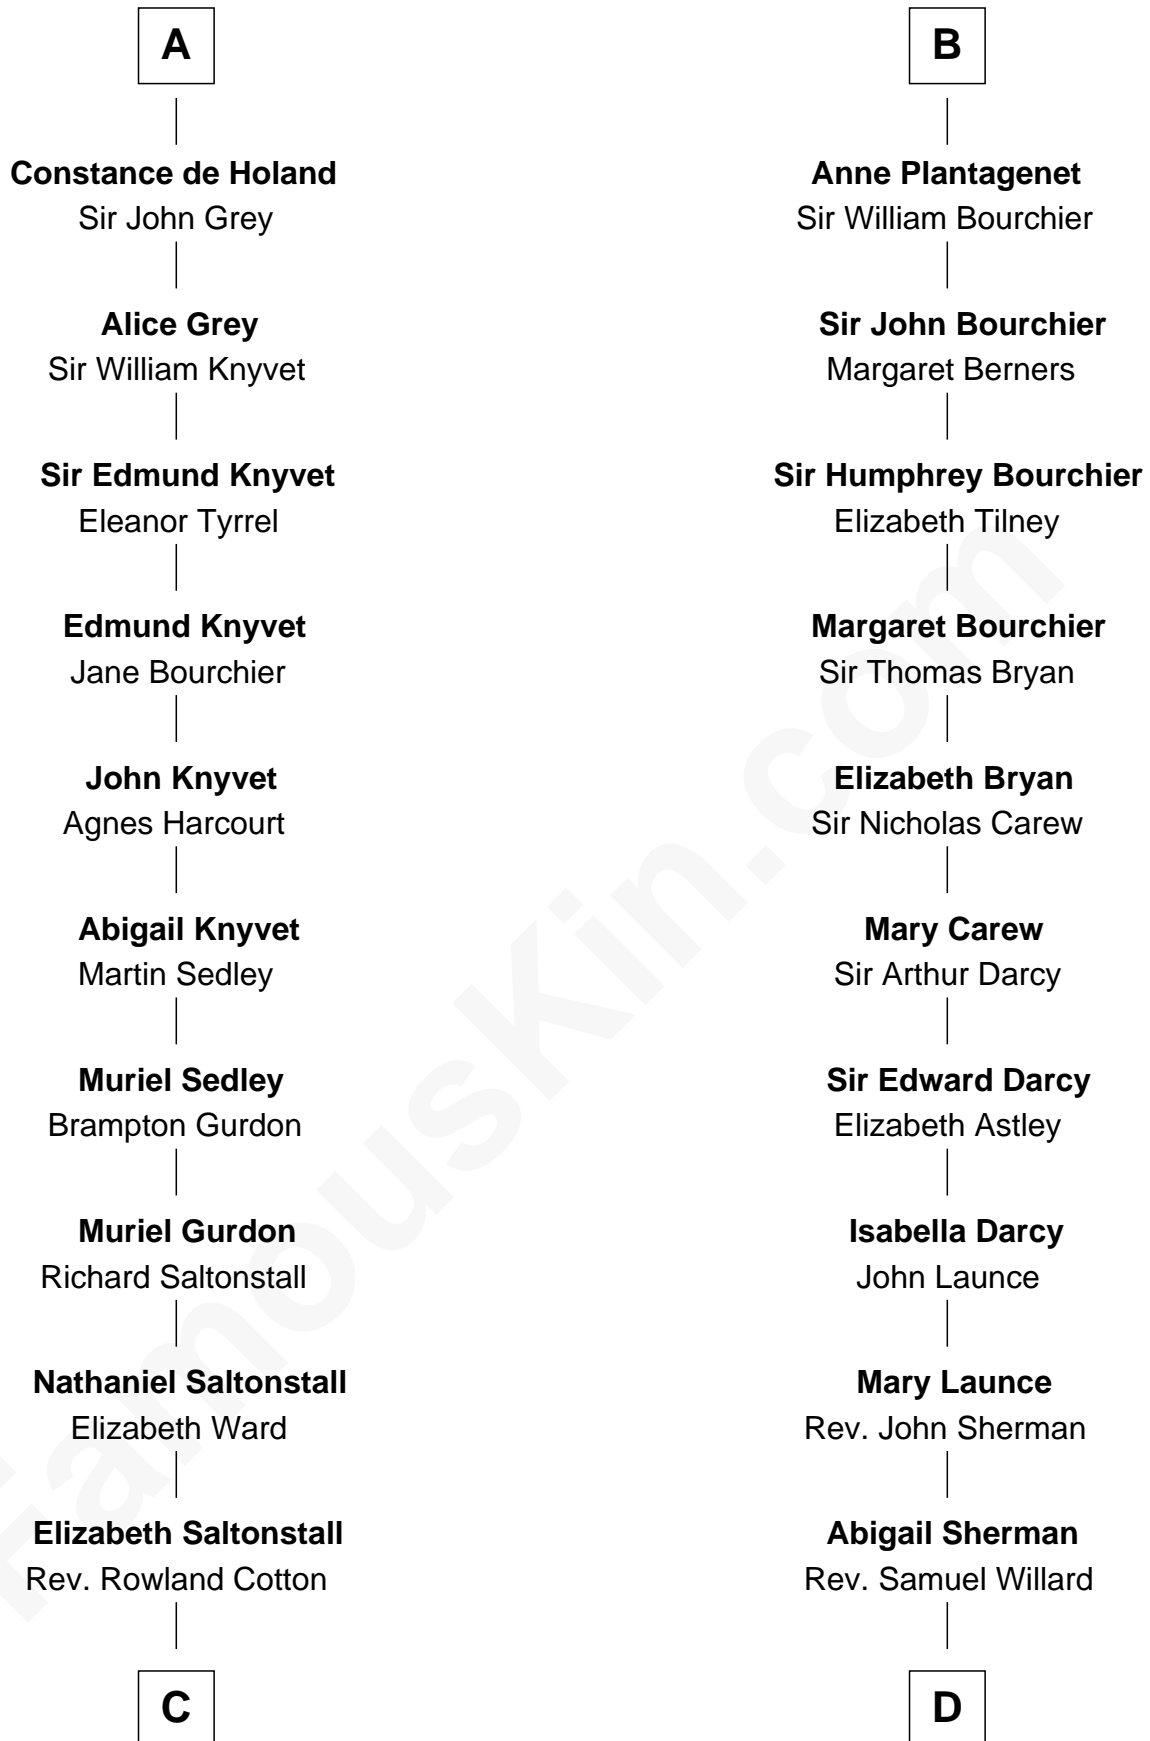 A
Constance de Holand
Sir John Grey
Alice Grey
Sir William Knyvet
Sir Edmund Knyvet
Eleanor Tyrrel
Edmund Knyvet
Jane Bourchier
John Knyvet
Agnes Harcourt
Abigail Knyvet
Martin Sedley
Muriel Sedley
Brampton Gurdon
Muriel Gurdon
Richard Saltonstall
Nathaniel Saltonstall
Elizabeth Ward
Elizabeth Saltonstall
Rev. Rowland Cotton
C
B
Anne Plantagenet
Sir William Bourchier
Sir John Bourchier
Margaret Berners
Sir Humphrey Bourchier
Elizabeth Tilney
Margaret Bourchier
Sir Thomas Bryan
Elizabeth Bryan
Sir Nicholas Carew
Mary Carew
Sir Arthur Darcy
Sir Edward Darcy
Elizabeth Astley
Isabella Darcy
John Launce
Mary Launce
Rev. John Sherman
Abigail Sherman
Rev. Samuel Willard
D
FamousKin.com